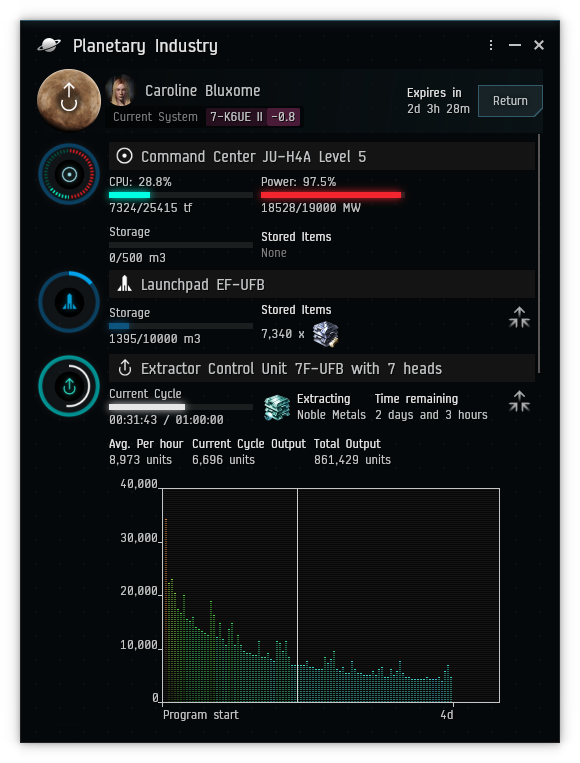 Planetary Industry
Caroline Bluxome
Current System 7-K6UE II -0.8
Expires in
2d 3h 28m
Return
Command Center JU-H4A Level 5
CPU: 28.8% Power: 97.5%
7324/25415 tf 18528/19000 MW
Storage Stored Items
0/500 m3 None
Launchpad EF-UFB
Storage Stored Items
1395/10000 m3 7,340 x
Extractor Control Unit 7F-UFB with 7 heads
Current Cycle Extracting Time remaining
00:31:43 / 01:00:00 Noble Metals 2 days and 3 hours
Avg. Per hour Current Cycle Output Total Output
8,973 units 6,696 units 861,429 units
40,000
30,000
20,000
10,000
0
Program start 4d